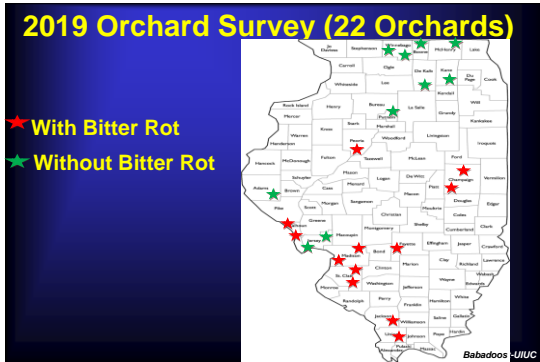 2019 Orchard Survey (22 Orchards)
With Bitter Rot
Without Bitter Rot
Jo Daviess Stephenson Winnebago Boone McHenry Lake
Carroll Ogle De Kalb Kane Cook
Whiteside Lee Du Page
Kendall Will
Rock Island Henry Bureau La Salle Grundy
Mercer Putnam Kankakee
Stark Marshall
Warren Knox Peoria Woodford Livingston Iroquois
Henderson
Hancock McDonough Fulton Tazewell McLean Ford
Schuyler Mason Logan De Witt Champaign Vermilion
Adams Brown Cass Menard Macon Piatt
Pike Scott Morgan Sangamon Moultrie Douglas Edgar
Christian Coles
Greene Macoupin Montgomery Shelby Cumberland Clark
Calhoun Jersey
Madison Bond Fayette Effingham Jasper Crawford
Clinton Marion Clay Richland Lawrence
St. Clair Wayne Wabash
Monroe Washington Jefferson Edwards
Randolph Perry Franklin Hamilton White
Jackson Williamson Saline Gallatin
Union Johnson Pope Hardin
Alexander Pulaski Massac
Babadoos -UIUC